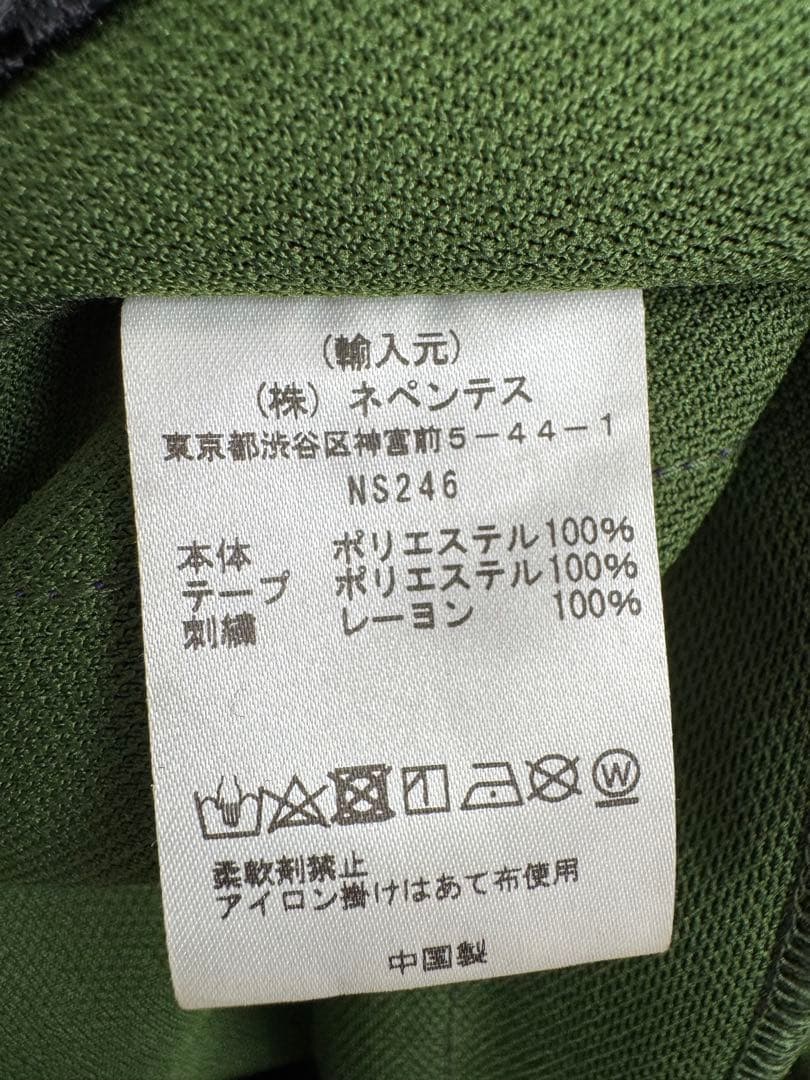 (輸入元)
(株) ネペンテス
東京都渋谷区神宮前5-44-1
NS246
本体 ポリエステル100%
テープ ポリエステル100%
刺繍 レーヨン 100%
W
柔軟剤禁止
アイロン掛けはあて布使用
中国製